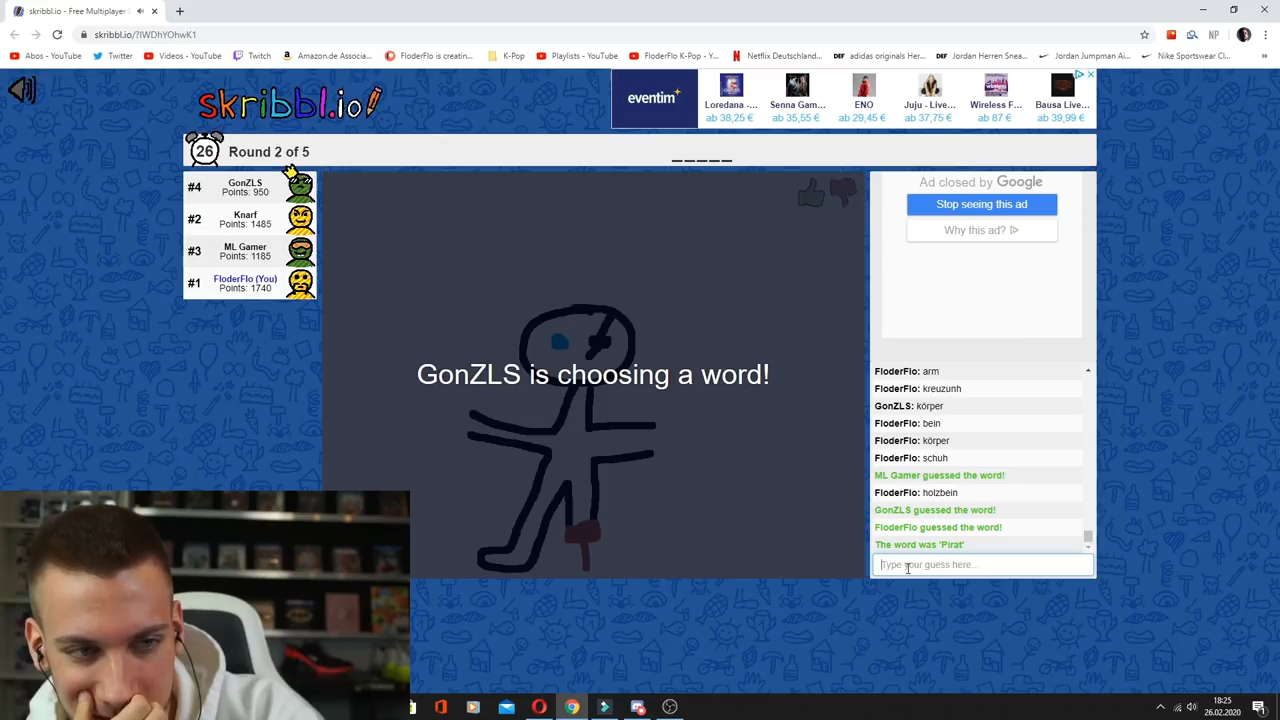 skribbl.io - Free Multiplayer
skribbl.io/?IWDhYOhwK1
NP
Abos - YouTube
Twitter
Videos - YouTube
Twitch
Amazon.de Associa...
FloderFlo is creatin...
K-Pop
Playlists - YouTube
FloderFlo K-Pop - Y...
Netflix Deutschland...
adidas originals Her...
Jordan Herren Snea...
Jordan Jumpman Ai...
Nike Sportswear Cl...
skribbl.io!
eventim
Loredana -...
ab 38,25 €
Senna Gam...
ab 35,55 €
ENO
ab 29,45 €
Juju - Live...
ab 37,75 €
Wireless F...
ab 87 €
Bausa Live...
ab 39,99 €
26
Round 2 of 5
_ _ _ _ _
#4
GonZLS
Points: 950
#2
Knarf
Points: 1485
#3
ML Gamer
Points: 1185
#1
FloderFlo (You)
Points: 1740
GonZLS is choosing a word!
Ad closed by Google
Stop seeing this ad
Why this ad?
FloderFlo: arm
FloderFlo: kreuzunh
GonZLS: körper
FloderFlo: bein
FloderFlo: körper
FloderFlo: schuh
ML Gamer guessed the word!
FloderFlo: holzbein
GonZLS guessed the word!
FloderFlo guessed the word!
The word was 'Pirat'
Type your guess here...
18:25
26.02.2020